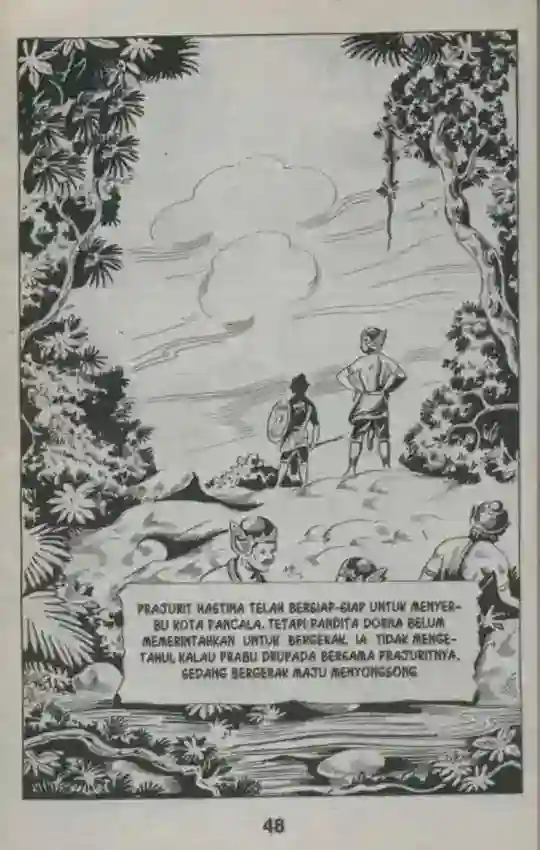 PRAJURIT HASTINA TELAH BERSIAP-SIAP UNTUK MENYER-
BU KOTA PANCALA. TETAPI PANDITA DORNA BELUM
MEMERINTAHKAN UNTUK BERGERAK. IA TIDAK MENGE-
TAHUI, KALAU PRABU DRUPADA BERSAMA PRAJURITNYA,
SEDANG BERGERAK MAJU MENYONGSONG
48